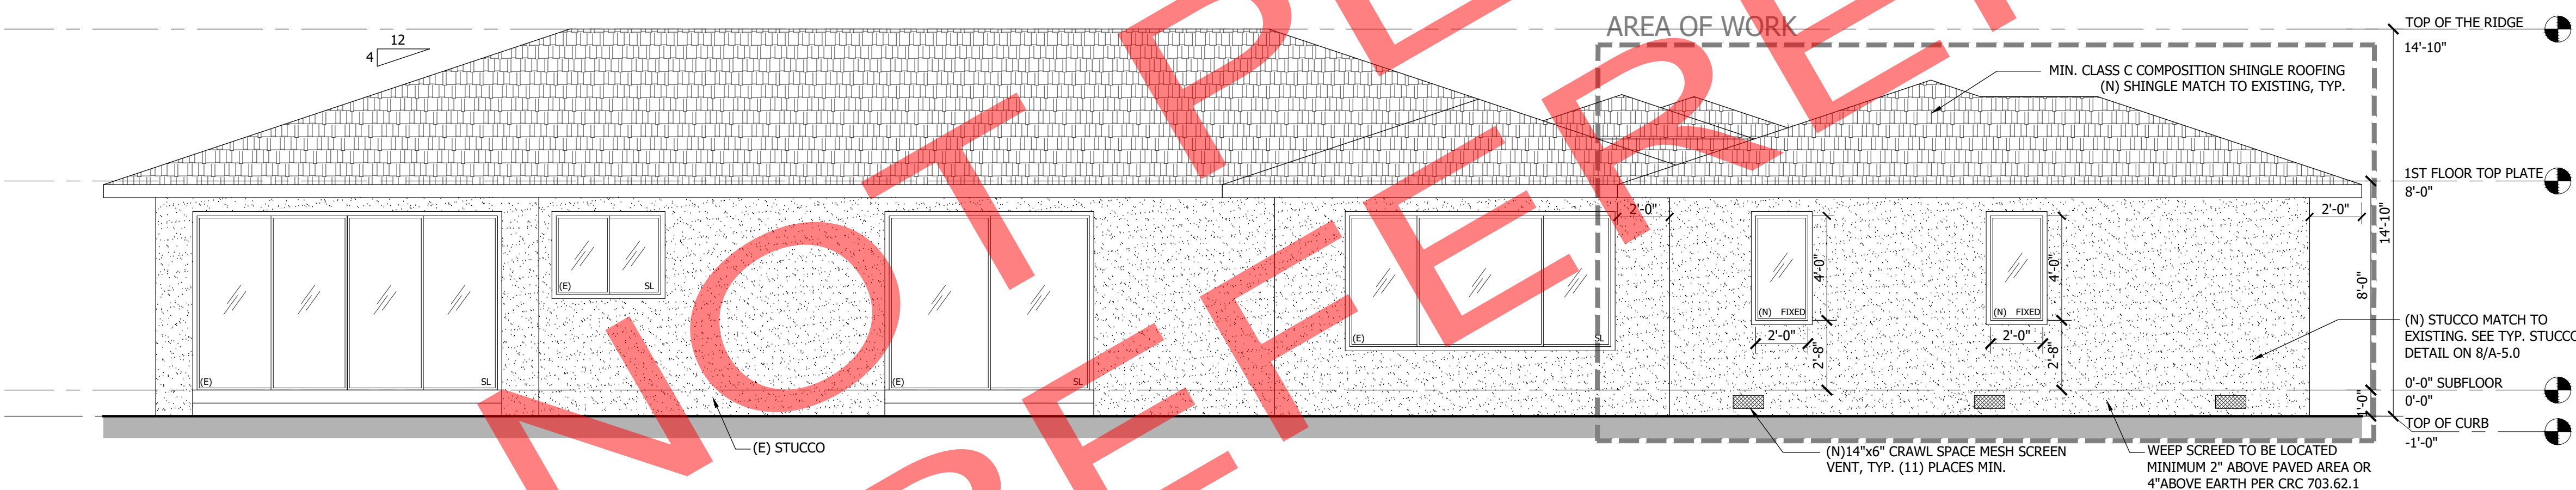 AREA OF WORK
TOP OF THE RIDGE
14'-10"
12
4
MIN. CLASS C COMPOSITION SHINGLE ROOFING
(N) SHINGLE MATCH TO EXISTING, TYP.
1ST FLOOR TOP PLATE
8'-0"
2'-0"
2'-0"
14'-10"
(E)
SL
4'-0"
4'-0"
8'-0"
(N) FIXED
(N) FIXED
(N) STUCCO MATCH TO
EXISTING. SEE TYP. STUCCO
DETAIL ON 8/A-5.0
2'-0"
2'-8"
2'-0"
2'-8"
(E)
SL
(E)
SL
(E)
SL
0'-0" SUBFLOOR
0'-0"
1'-0"
TOP OF CURB
-1'-0"
(E) STUCCO
(N)14"x6" CRAWL SPACE MESH SCREEN
VENT, TYP. (11) PLACES MIN.
WEEP SCREED TO BE LOCATED
MINIMUM 2" ABOVE PAVED AREA OR
4"ABOVE EARTH PER CRC 703.62.1
NOT